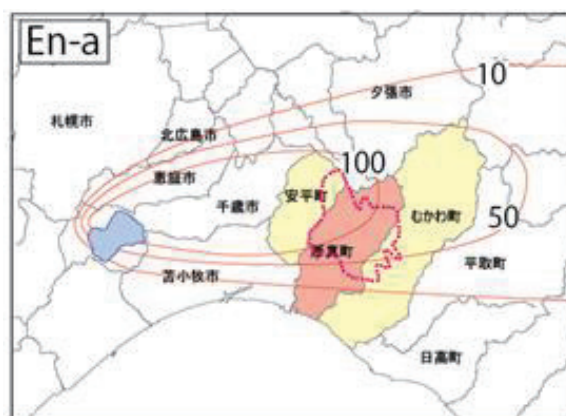 En-a
10
夕張市
札幌市
北広島市
100
恵庭市
安平町
千歳市
むかわ町
50
厚真町
平取町
苫小牧市
日高町